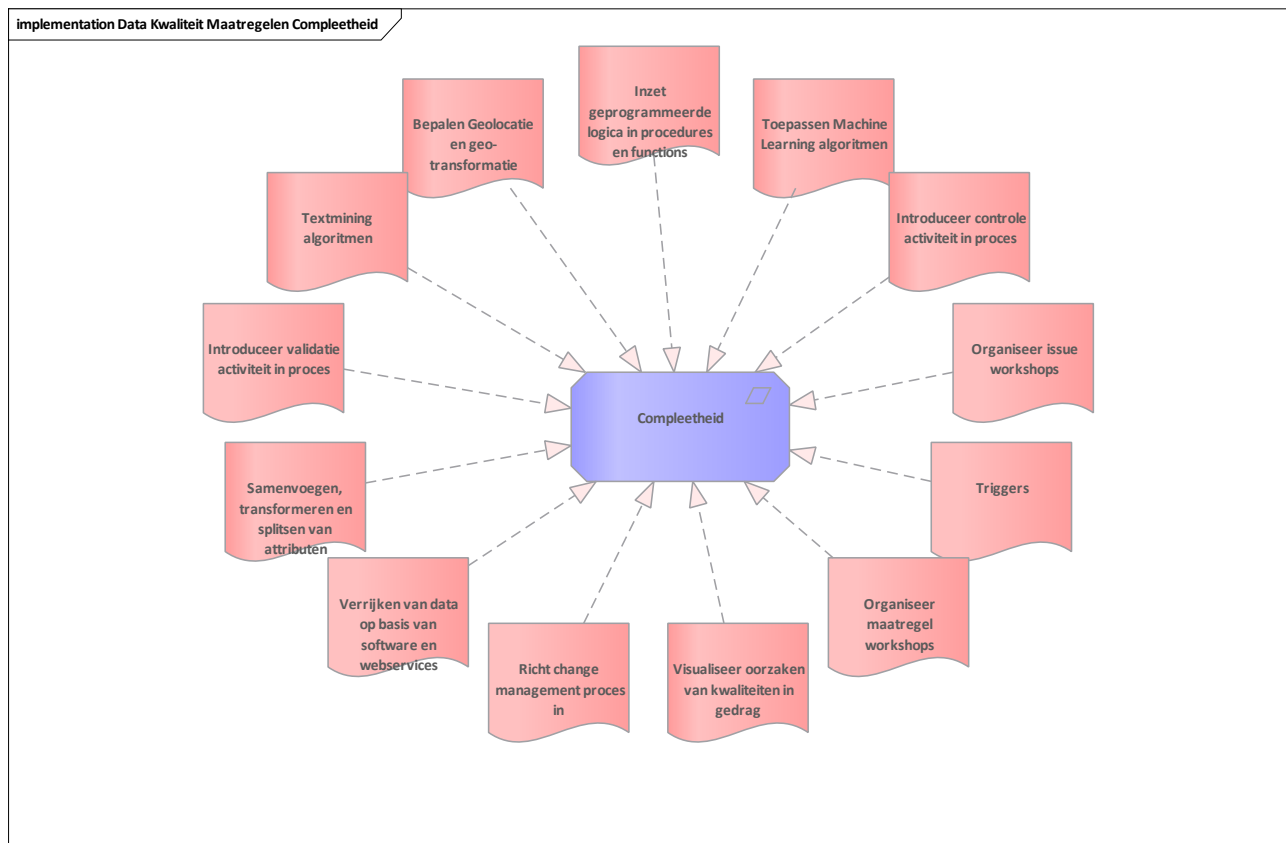 implementation Data Kwaliteit Maatregelen Compleetheid
Inzet
geprogrammeerde
logica in procedures
en functions
Bepalen Geolocatie
en geo-
transformatie
Toepassen Machine
Learning algoritmen
Textmining
algoritmen
Introduceer controle
activiteit in proces
Introduceer validatie
activiteit in proces
Organiseer issue
workshops
Compleetheid
Samenvoegen,
transformeren en
splitsen van
attributen
Triggers
Verrijken van data
op basis van
software en
webservices
Organiseer
maatregel
workshops
Richt change
management proces
in
Visualiseer oorzaken
van kwaliteiten in
gedrag